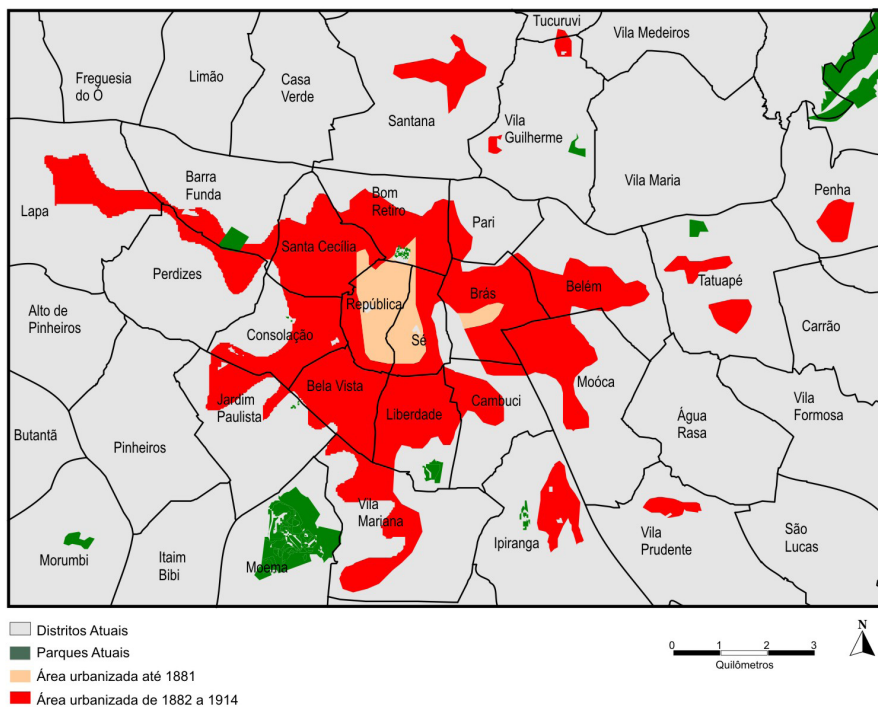 Tucuruvi
Vila Medeiros
Freguesia
do Ó
Limão
Casa
Verde
Santana
Vila
Guilherme
Vila Maria
Penha
Lapa
Barra
Funda
Bom
Retiro
Pari
Santa Cecília
Perdizes
Brás
Belém
Tatuapé
República
Alto de
Pinheiros
Consolação
Sé
Carrão
Moóca
Bela Vista
Jardim
Paulista
Liberdade
Cambuci
Água
Rasa
Vila
Formosa
Butantã
Pinheiros
Vila
Mariana
Ipiranga
Vila
Prudente
São
Lucas
Morumbi
Itaim
Bibi
Moema
Distritos Atuais
Parques Atuais
Área urbanizada até 1881
Área urbanizada de 1882 a 1914
0 1 2 3
Quilômetros
N